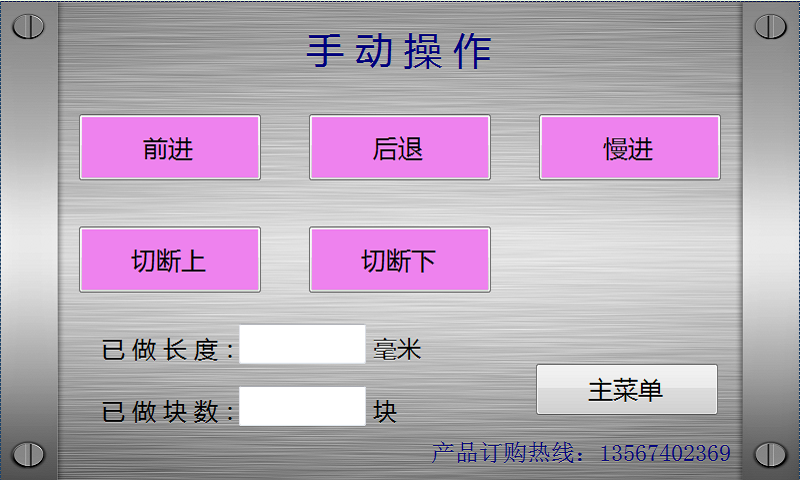 手动操作
前进
后退
慢进
切断上
切断下
已做长度:
毫米
已做块数:
块
主菜单
产品订购热线：13567402369